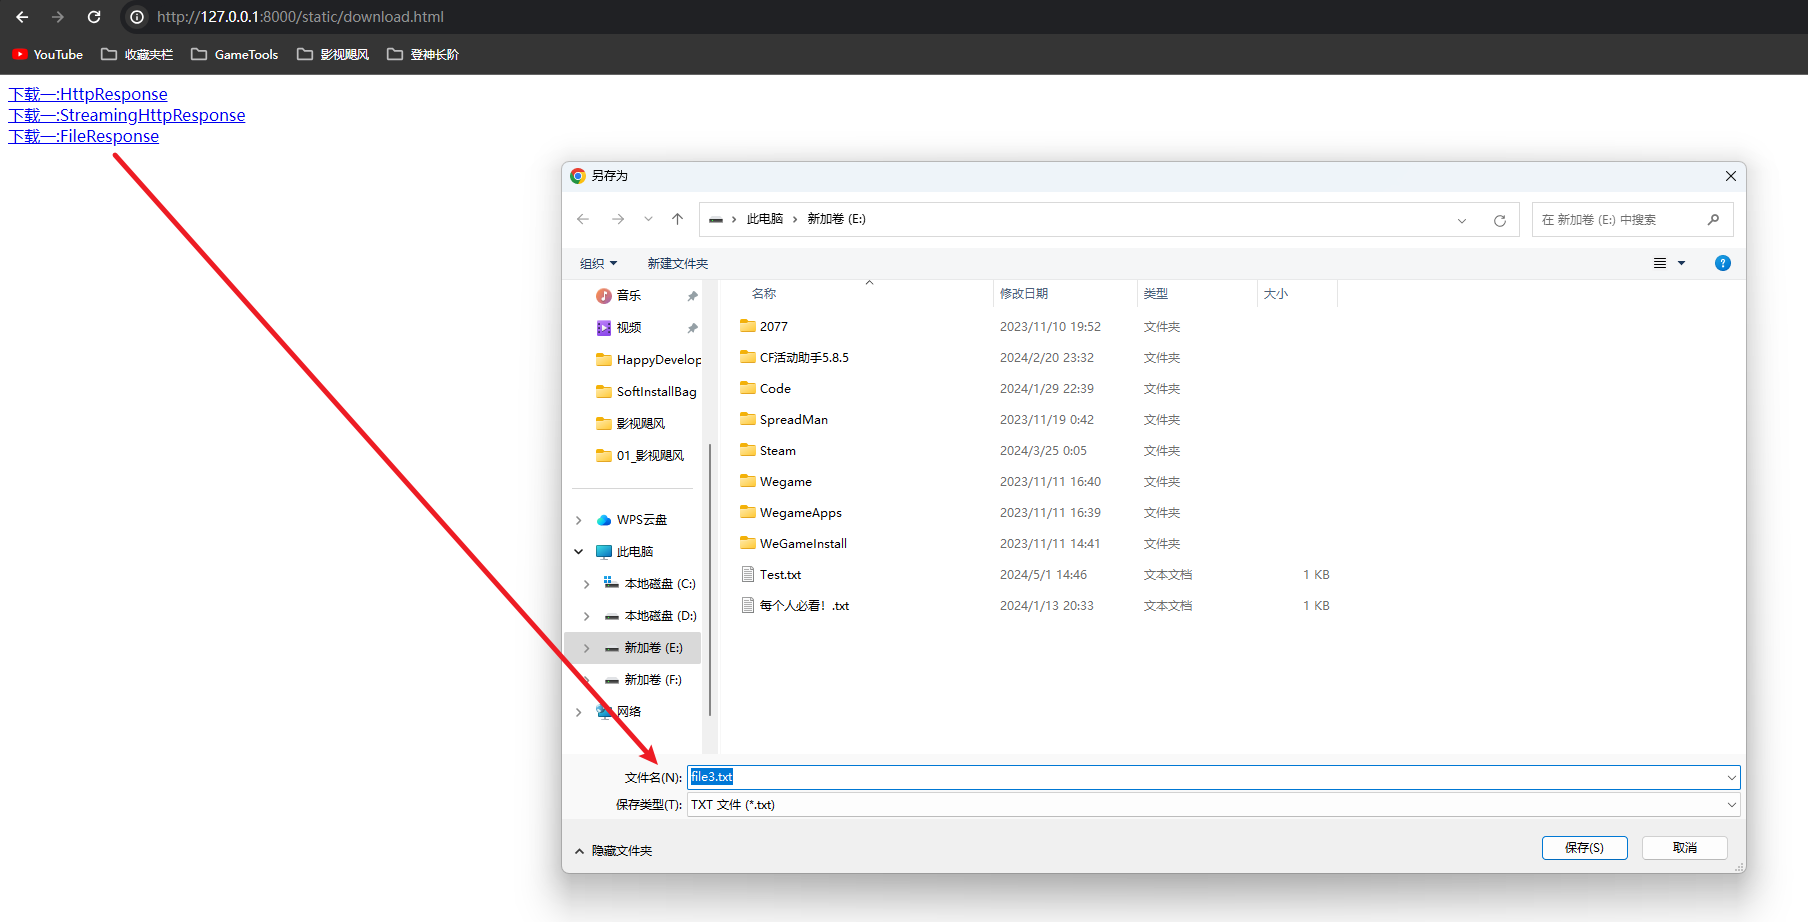 http://127.0.0.1:8000/static/download.html
YouTube 收藏夹栏 GameTools 影视飓风 登神长阶
下载一:HttpResponse
下载一:StreamingHttpResponse
下载一:FileResponse
另存为
此电脑 新加卷 (E:) 在 新加卷 (E:) 中搜索
组织 新建文件夹
音乐
视频
HappyDevelop
SoftInstallBag
影视飓风
01_影视飓风
WPS云盘
此电脑
本地磁盘 (C:)
本地磁盘 (D:)
新加卷 (E:)
新加卷 (F:)
网络
名称 修改日期 类型 大小
2077 2023/11/10 19:52 文件夹
CF活动助手5.8.5 2024/2/20 23:32 文件夹
Code 2024/1/29 22:39 文件夹
SpreadMan 2023/11/19 0:42 文件夹
Steam 2024/3/25 0:05 文件夹
Wegame 2023/11/11 16:40 文件夹
WegameApps 2023/11/11 16:39 文件夹
WeGameInstall 2023/11/11 14:41 文件夹
Test.txt 2024/5/1 14:46 文本文档 1 KB
每个人必看！.txt 2024/1/13 20:33 文本文档 1 KB
文件名(N): file3.txt
保存类型(T): TXT 文件 (*.txt)
隐藏文件夹 保存(S) 取消